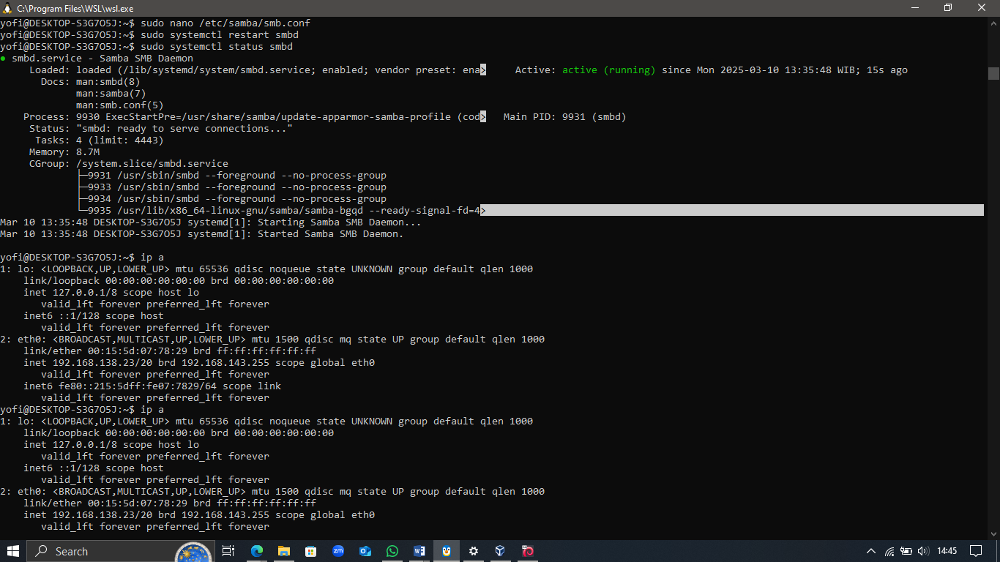 C:\Program Files\WSL\wsl.exe
yofi@DESKTOP-S3G7O5J:~$ sudo nano /etc/samba/smb.conf
yofi@DESKTOP-S3G7O5J:~$ sudo systemctl restart smbd
yofi@DESKTOP-S3G7O5J:~$ sudo systemctl status smbd
● smbd.service - Samba SMB Daemon
     Loaded: loaded (/lib/systemd/system/smbd.service; enabled; vendor preset: ena>     Active: active (running) since Mon 2025-03-10 13:35:48 WIB; 15s ago
       Docs: man:smbd(8)
             man:samba(7)
             man:smb.conf(5)
    Process: 9930 ExecStartPre=/usr/share/samba/update-apparmor-samba-profile (cod>   Main PID: 9931 (smbd)
     Status: "smbd: ready to serve connections..."
      Tasks: 4 (limit: 4443)
     Memory: 8.7M
     CGroup: /system.slice/smbd.service
             ├─9931 /usr/sbin/smbd --foreground --no-process-group
             ├─9933 /usr/sbin/smbd --foreground --no-process-group
             ├─9934 /usr/sbin/smbd --foreground --no-process-group
             └─9935 /usr/lib/x86_64-linux-gnu/samba/samba-bgqd --ready-signal-fd=4>
Mar 10 13:35:48 DESKTOP-S3G7O5J systemd[1]: Starting Samba SMB Daemon...
Mar 10 13:35:48 DESKTOP-S3G7O5J systemd[1]: Started Samba SMB Daemon.
yofi@DESKTOP-S3G7O5J:~$ ip a
1: lo: <LOOPBACK,UP,LOWER_UP> mtu 65536 qdisc noqueue state UNKNOWN group default qlen 1000
    link/loopback 00:00:00:00:00:00 brd 00:00:00:00:00:00
    inet 127.0.0.1/8 scope host lo
       valid_lft forever preferred_lft forever
    inet6 ::1/128 scope host
       valid_lft forever preferred_lft forever
2: eth0: <BROADCAST,MULTICAST,UP,LOWER_UP> mtu 1500 qdisc mq state UP group default qlen 1000
    link/ether 00:15:5d:07:78:29 brd ff:ff:ff:ff:ff:ff
    inet 192.168.138.23/20 brd 192.168.143.255 scope global eth0
       valid_lft forever preferred_lft forever
    inet6 fe80::215:5dff:fe07:7829/64 scope link
       valid_lft forever preferred_lft forever
yofi@DESKTOP-S3G7O5J:~$ ip a
1: lo: <LOOPBACK,UP,LOWER_UP> mtu 65536 qdisc noqueue state UNKNOWN group default qlen 1000
    link/loopback 00:00:00:00:00:00 brd 00:00:00:00:00:00
    inet 127.0.0.1/8 scope host lo
       valid_lft forever preferred_lft forever
    inet6 ::1/128 scope host
       valid_lft forever preferred_lft forever
2: eth0: <BROADCAST,MULTICAST,UP,LOWER_UP> mtu 1500 qdisc mq state UP group default qlen 1000
    link/ether 00:15:5d:07:78:29 brd ff:ff:ff:ff:ff:ff
    inet 192.168.138.23/20 brd 192.168.143.255 scope global eth0
       valid_lft forever preferred_lft forever
Search
zm
W
14:45